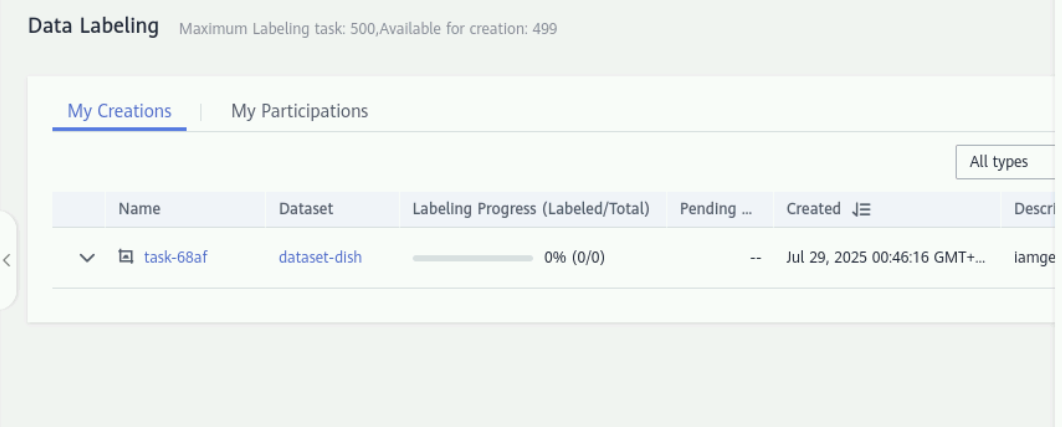 Data Labeling Maximum Labeling task: 500,Available for creation: 499
My Creations My Participations
All types
Name Dataset Labeling Progress (Labeled/Total) Pending ... Created Descri
task-68af dataset-dish 0% (0/0) -- Jul 29, 2025 00:46:16 GMT+... iamge